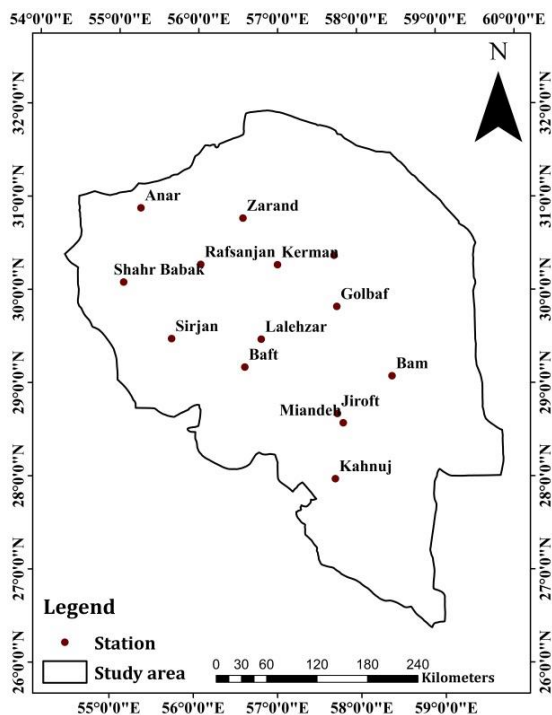 54°0'0"E 55°0'0"E 56°0'0"E 57°0'0"E 58°0'0"E 59°0'0"E 60°0'0"E
N
32°0'0"N 32°0'0"N
31°0'0"N 31°0'0"N
Anar
Zarand
Rafsanjan Kerman
Shahr Babak
30°0'0"N 30°0'0"N
Golbaf
Sirjan Lalehzar
Baft
Bam
29°0'0"N 29°0'0"N
Jiroft
Miandeh
Kahnuj
28°0'0"N 28°0'0"N
27°0'0"N 27°0'0"N
Legend
Station
Study area
0 30 60 120 180 240
Kilometers
26°0'0"N 26°0'0"N
55°0'0"E 56°0'0"E 57°0'0"E 58°0'0"E 59°0'0"E